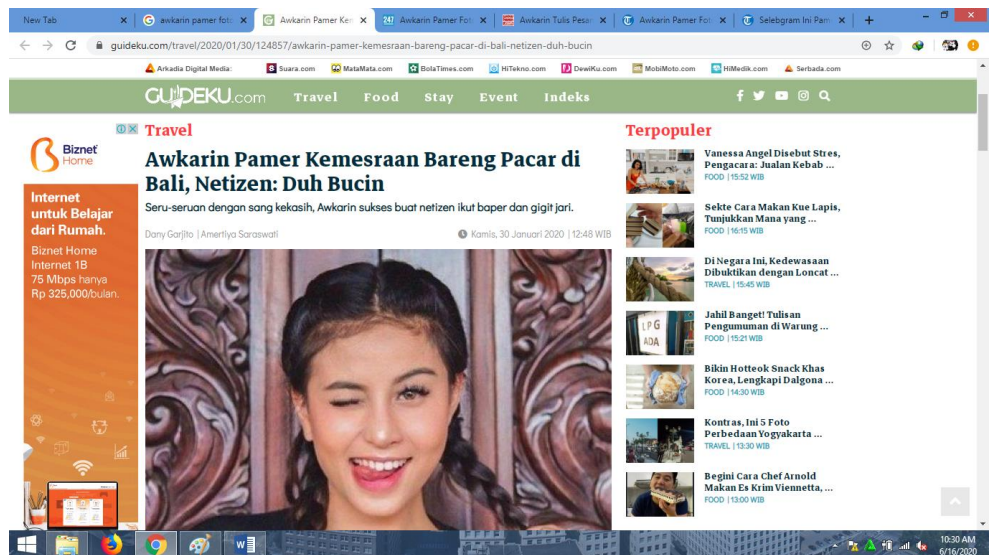 New Tab
awkarin pamer foto
Awkarin Pamer Ken
Awkarin Pamer Fot
Awkarin Tulis Pesan
Awkarin Pamer Fot
Selebgram Ini Pam
guideku.com/travel/2020/01/30/124857/awkarin-pamer-kemesraan-bareng-pacar-di-bali-netizen-duh-bucin
Arkadia Digital Media:
Suara.com
MataMata.com
BolaTimes.com
HiTekno.com
DewiKu.com
MobiMoto.com
HiMedik.com
Serbada.com
GUIDEKU.com
Travel
Food
Stay
Event
Indeks
Biznet
Home
Internet
untuk Belajar
dari Rumah.
Biznet Home
Internet 1B
75 Mbps hanya
Rp 325,000/bulan.
Travel
Awkarin Pamer Kemesraan Bareng Pacar di
Bali, Netizen: Duh Bucin
Seru-seruan dengan sang kekasih, Awkarin sukses buat netizen ikut baper dan gigit jari.
Dany Garjito | Amertiya Saraswati
Kamis, 30 Januari 2020 | 12:48 WIB
Terpopuler
Vanessa Angel Disebut Stres,
Pengacara: Jualan Kebab ...
FOOD | 15:52 WIB
Sekte Cara Makan Kue Lapis,
Tunjukkan Mana yang ...
FOOD | 16:15 WIB
Di Negara Ini, Kedewasaan
Dibuktikan dengan Loncat ...
TRAVEL | 15:45 WIB
LPG
ADA
Jahil Banget! Tulisan
Pengumuman di Warung ...
FOOD | 15:21 WIB
Bikin Hotteok Snack Khas
Korea, Lengkapi Dalgona ...
FOOD | 14:30 WIB
Kontras, Ini 5 Foto
Perbedaan Yogyakarta ...
TRAVEL | 13:30 WIB
Begini Cara Chef Arnold
Makan Es Krim Viennetta, ...
FOOD | 13:00 WIB
10:30 AM
6/16/2020